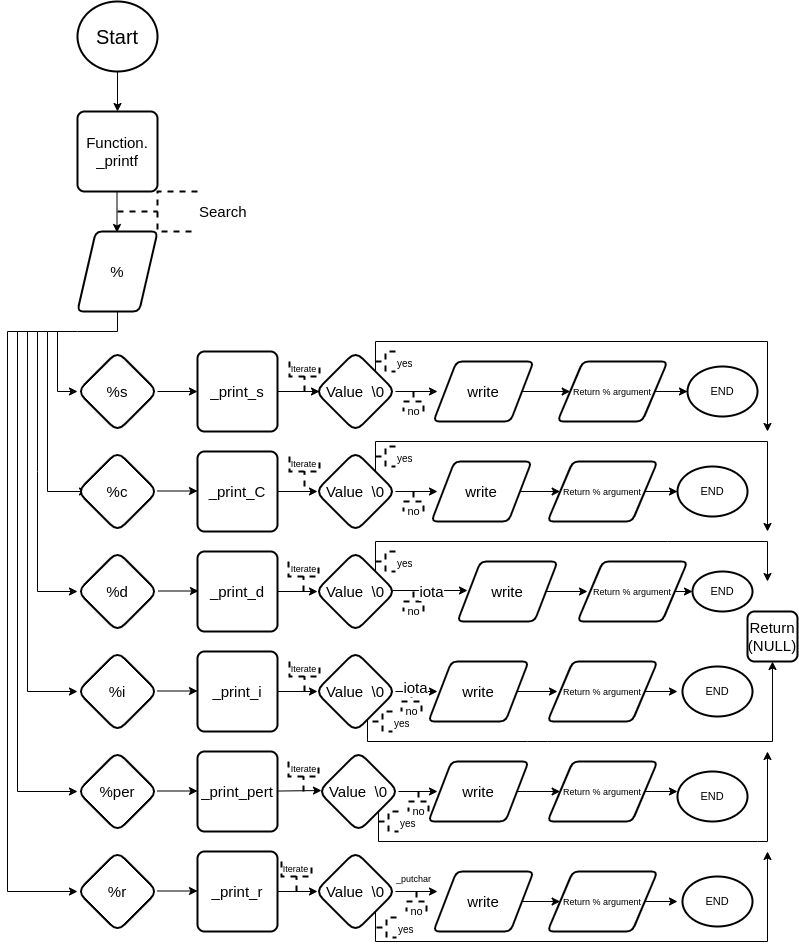 Start
Function.
_printf
Search
%
%s
_print_s
Iterate
Value \0
yes
no
write
Return % argument
END
%c
_print_C
Iterate
Value \0
yes
no
write
Return % argument
END
%d
_print_d
Iterate
Value \0
yes
iota
no
write
Return % argument
END
Return
(NULL)
%i
_print_i
Iterate
Value \0
_iota
no
yes
write
Return % argument
END
%per
_print_pert
Iterate
Value \0
no
yes
write
Return % argument
END
%r
_print_r
Iterate
Value \0
_putchar
no
yes
write
Return % argument
END